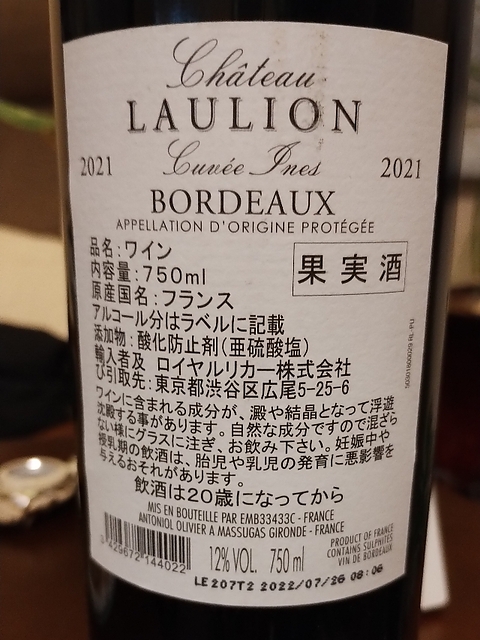 Château
LAULION
2021 Cuvée Ines 2021
BORDEAUX
APPELLATION D'ORIGINE PROTÉGÉE
品名:ワイン
内容量:750ml
果実酒
原産国名:フランス
アルコール分はラベルに記載
添加物:酸化防止剤(亜硫酸塩)
輸入者及 ロイヤルリカー株式会社
び引取先:東京都渋谷区広尾5-25-6
ワインに含まれる成分が、澱や結晶となって浮遊
沈殿する事があります。自然な成分ですので混ざら
ない様にグラスに注ぎ、お飲み下さい。妊娠中や
授乳期の飲酒は、胎児や乳児の発育に悪影響を
与えるおそれがあります。
飲酒は20歳になってから
MIS EN BOUTEILLE PAR EMB33433C - FRANCE
ANTONIOL OLIVIER A MASSUGAS GIRONDE - FRANCE
3 429672 144022
12% VOL. 750 ml
PRODUCT OF FRANCE
CONTAINS SULPHITES
VIN DE BORDEAUX
LE207T2 2022/07/26 08:06